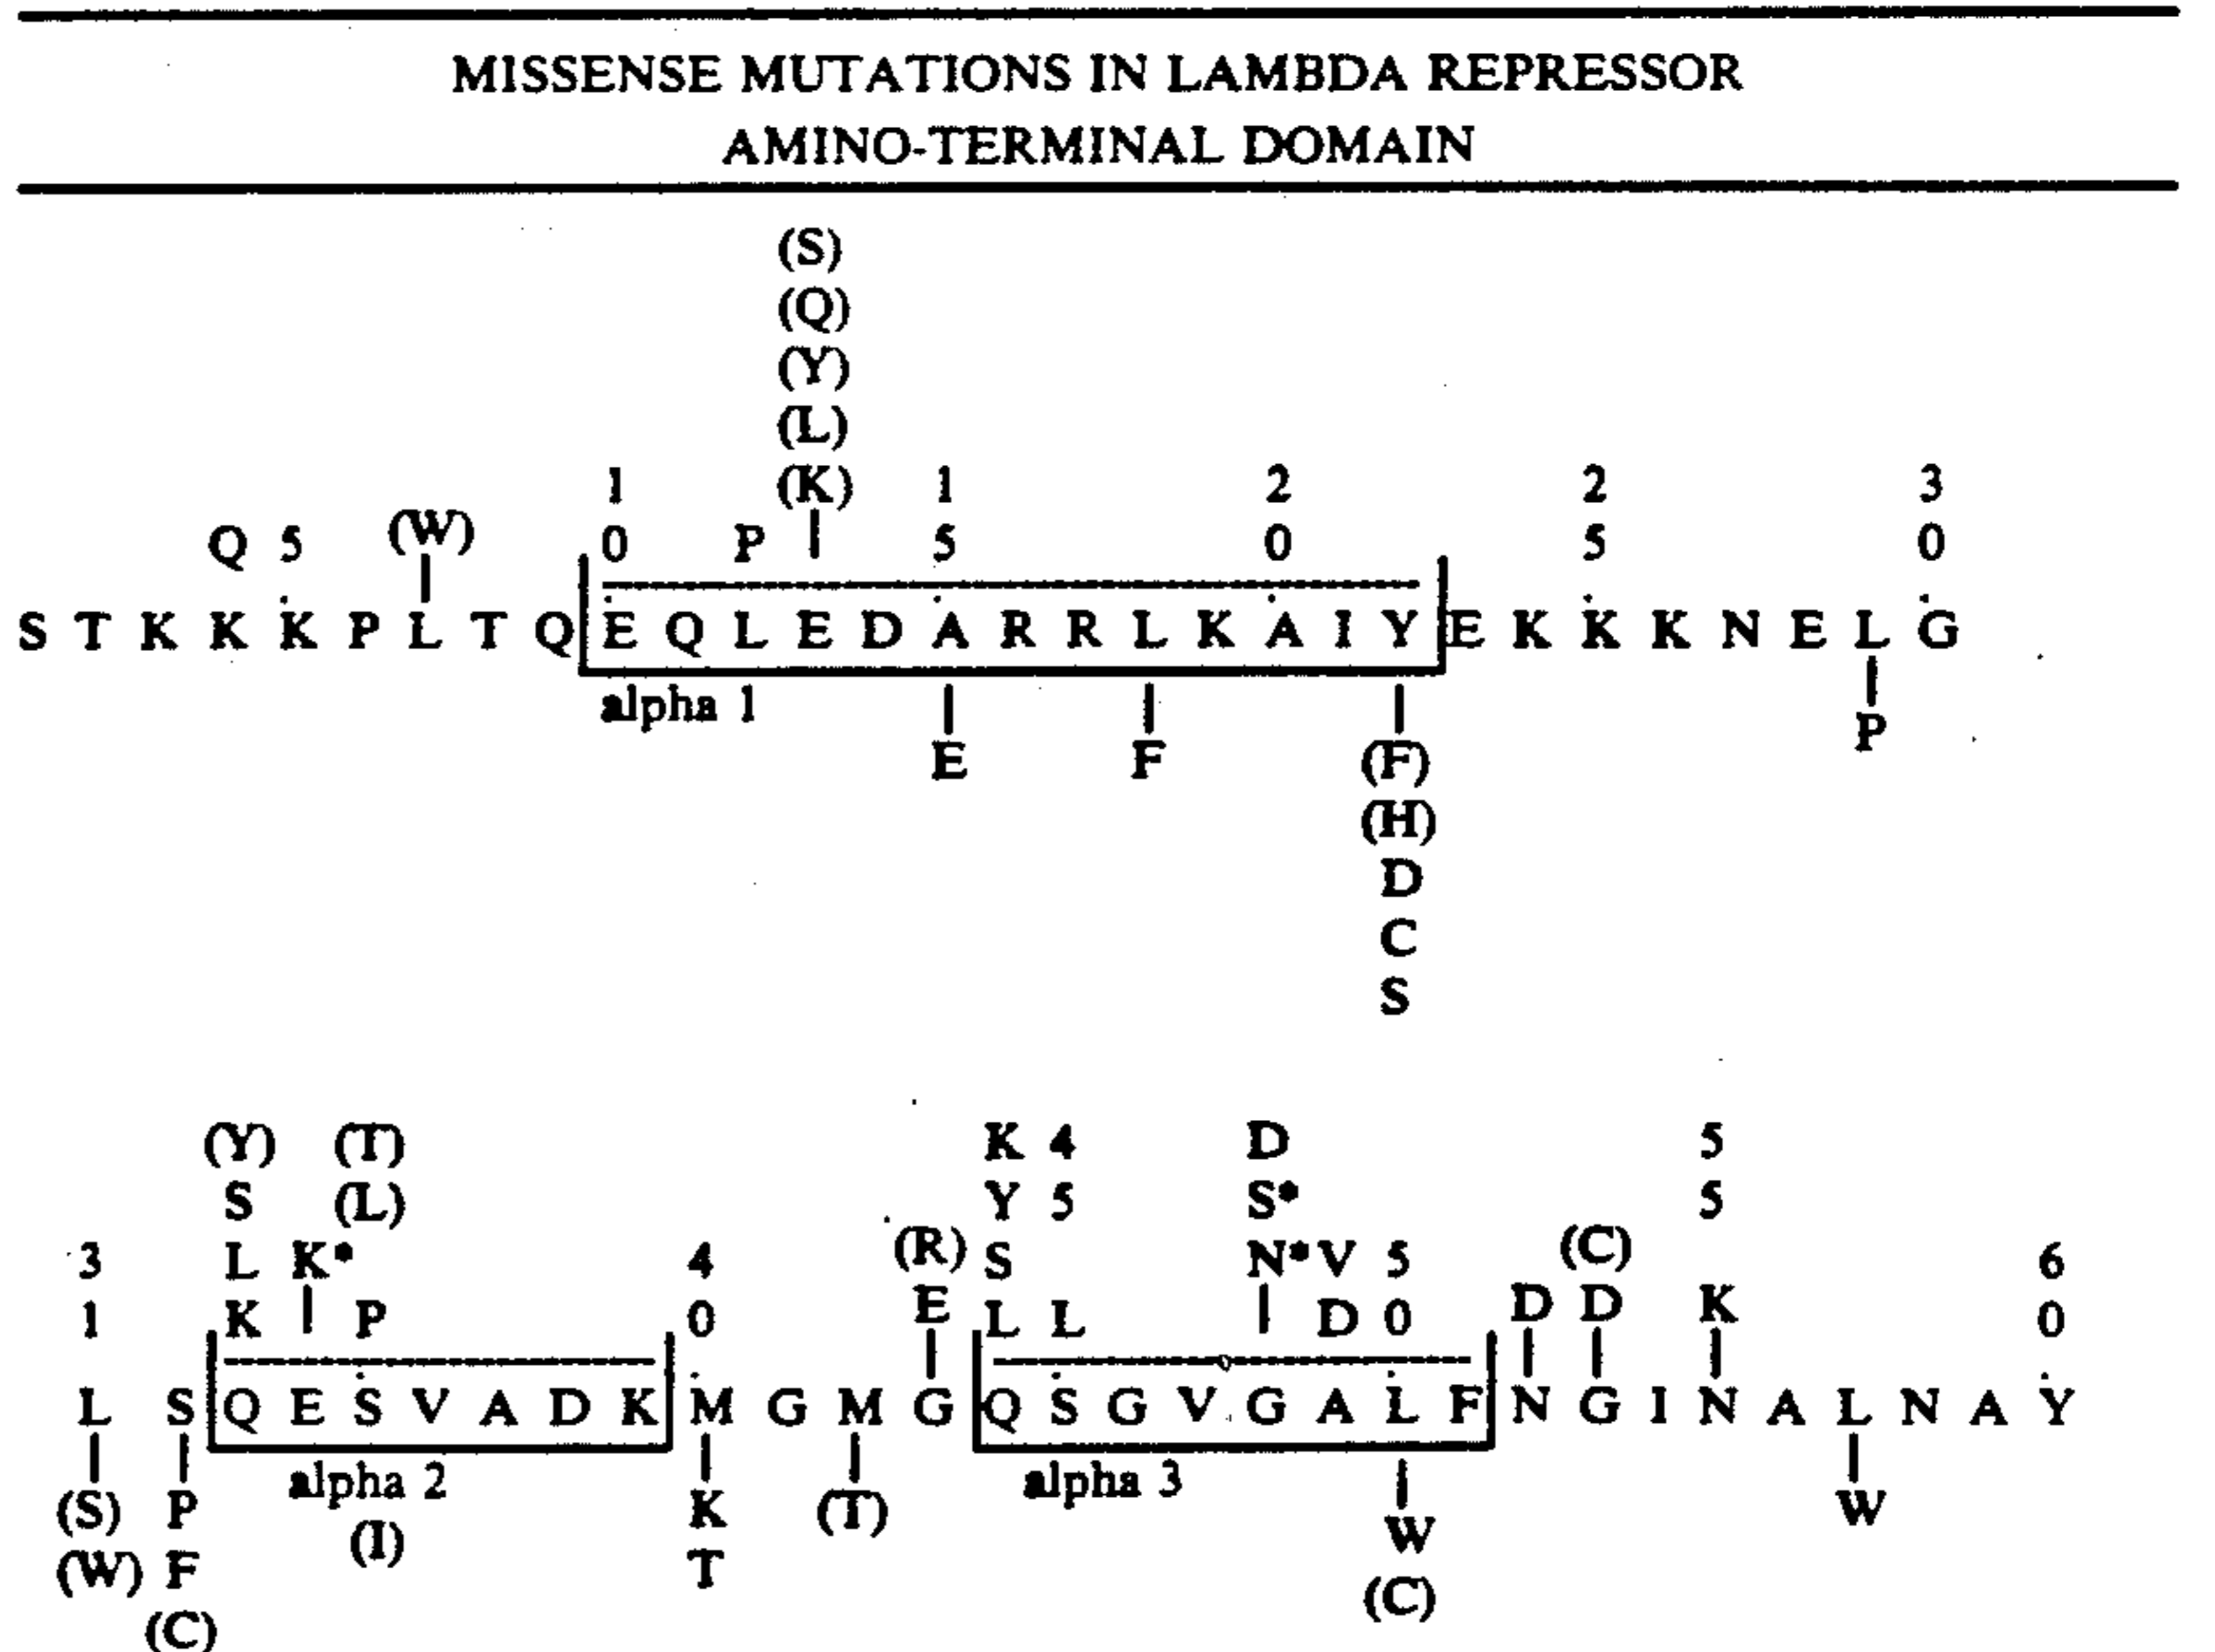 MISSENSE MUTATIONS IN LAMBDA REPRESSOR
AMINO-TERMINAL DOMAIN
(S)
(Q)
(Y)
(L)
1 (K) 1 2 2 3
Q 5 (W) 0 P 5 0 5 0
S T K K K P L T Q E Q L E D A R R L K A I Y E K K K N E L G
alpha 1
P
E F (F)
(H)
D
C
S
(Y) (T) K 4 D 5
S (L) Y 5 S* 5
3 L K* 4 (R) S N* V 5 (C) 6
1 K P 0 E L L D 0 D D K 0
L S Q E S V A D K M G M G Q S G V G A L F N G I N A L N A Y
alpha 2 alpha 3
(S) P (I) K (T) W W
(W) F T (C)
(C)